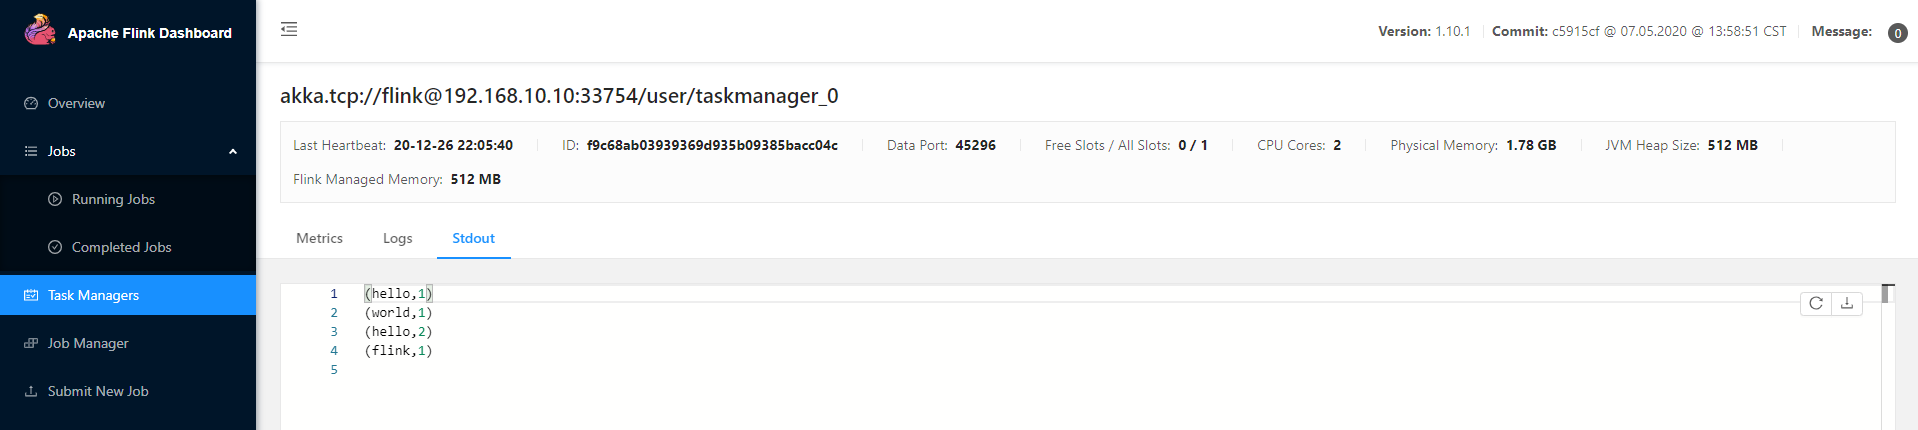 Apache Flink Dashboard
Version: 1.10.1 Commit: c5915cf @ 07.05.2020 @ 13:58:51 CST Message: 0
Overview
Jobs
Running Jobs
Completed Jobs
Task Managers
Job Manager
Submit New Job
akka.tcp://flink@192.168.10.10:33754/user/taskmanager_0
Last Heartbeat: 20-12-26 22:05:40 ID: f9c68ab03939369d935b09385bacc04c Data Port: 45296 Free Slots / All Slots: 0 / 1 CPU Cores: 2 Physical Memory: 1.78 GB JVM Heap Size: 512 MB
Flink Managed Memory: 512 MB
Metrics Logs Stdout
1 (hello,1)
2 (world,1)
3 (hello,2)
4 (flink,1)
5